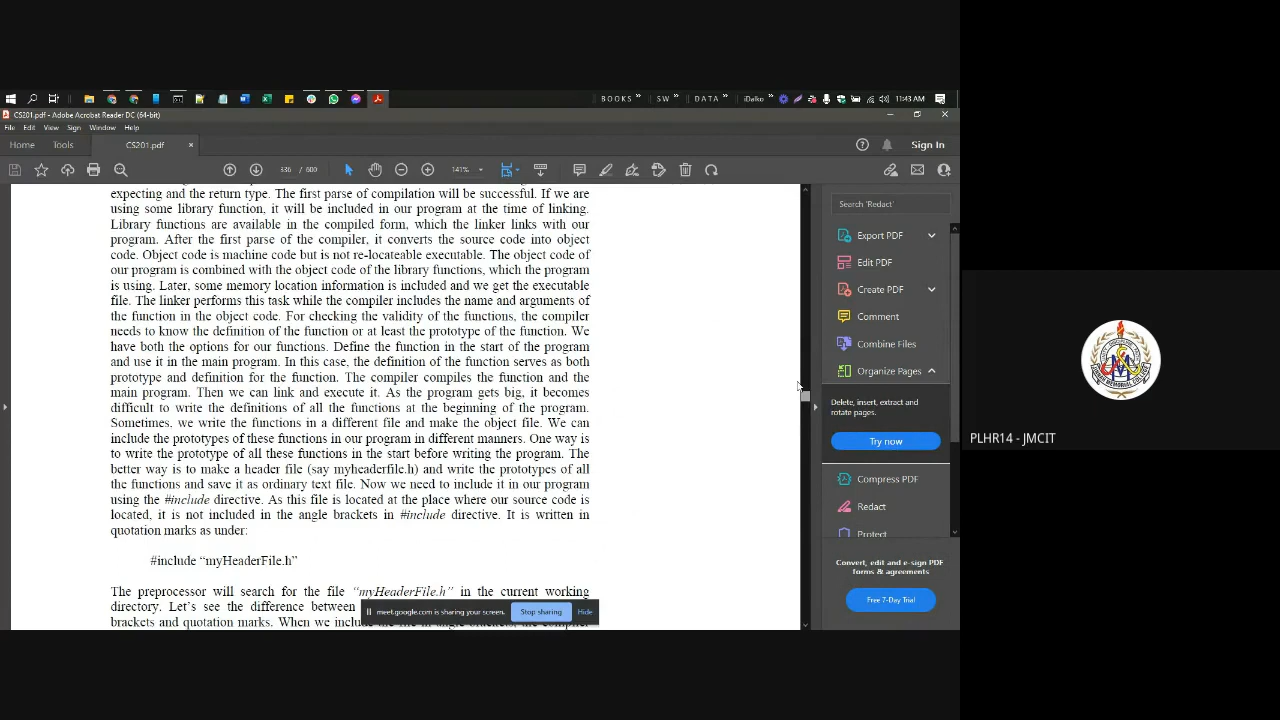 BOOKS » SW » DATA » iDalko » 11:43 AM
CS201.pdf - Adobe Acrobat Reader DC (64-bit)
File Edit View Sign Window Help
Home Tools CS201.pdf × Sign In
336 / 600 141%
expecting and the return type. The first parse of compilation will be successful. If we are
using some library function, it will be included in our program at the time of linking.
Library functions are available in the compiled form, which the linker links with our
program. After the first parse of the compiler, it converts the source code into object
code. Object code is machine code but is not re-locateable executable. The object code of
our program is combined with the object code of the library functions, which the program
is using. Later, some memory location information is included and we get the executable
file. The linker performs this task while the compiler includes the name and arguments of
the function in the object code. For checking the validity of the functions, the compiler
needs to know the definition of the function or at least the prototype of the function. We
have both the options for our functions. Define the function in the start of the program
and use it in the main program. In this case, the definition of the function serves as both
prototype and definition for the function. The compiler compiles the function and the
main program. Then we can link and execute it. As the program gets big, it becomes
difficult to write the definitions of all the functions at the beginning of the program.
Sometimes, we write the functions in a different file and make the object file. We can
include the prototypes of these functions in our program in different manners. One way is
to write the prototype of all these functions in the start before writing the program. The
better way is to make a header file (say myheaderfile.h) and write the prototypes of all
the functions and save it as ordinary text file. Now we need to include it in our program
using the #include directive. As this file is located at the place where our source code is
located, it is not included in the angle brackets in #include directive. It is written in
quotation marks as under:
#include “myHeaderFile.h”
The preprocessor will search for the file “myHeaderFile.h” in the current working
directory. Let’s see the difference between
brackets and quotation marks. When we include the file in angle brackets, the compiler
meet.google.com is sharing your screen. Stop sharing Hide
Search 'Redact'
Export PDF
Edit PDF
Create PDF
Comment
Combine Files
Organize Pages
Delete, insert, extract and
rotate pages.
Try now
Compress PDF
Redact
Protect
Convert, edit and e-sign PDF
forms & agreements
Free 7-Day Trial
PLHR14 - JMCIT